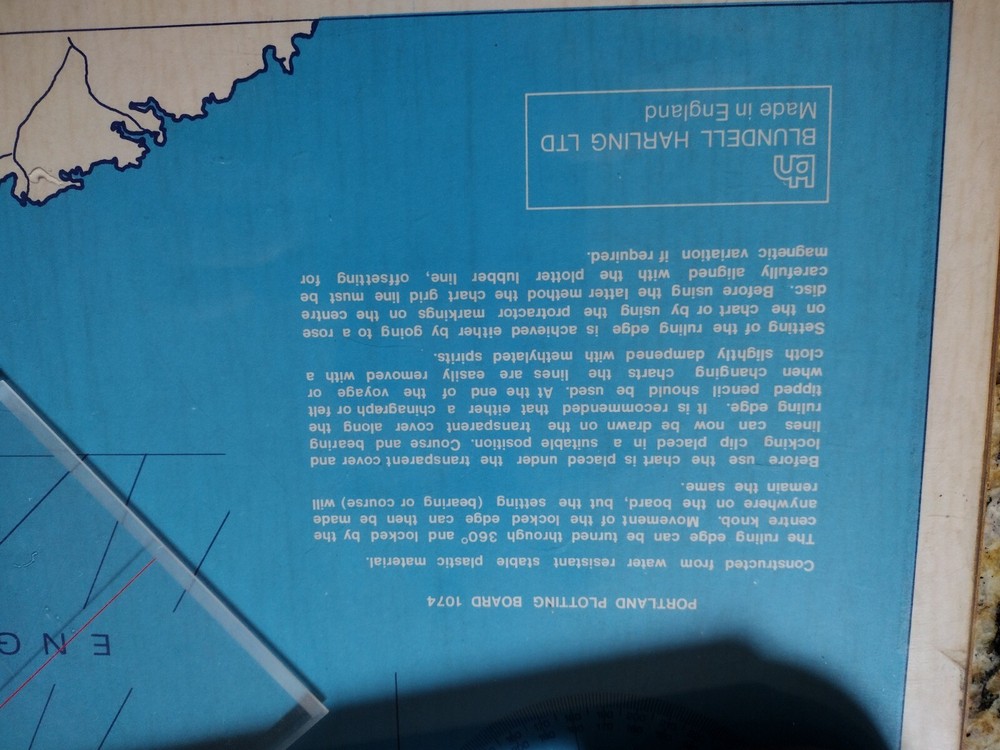 PORTLAND PLOTTING BOARD 1074
Constructed from water resistant stable plastic material.
The ruling edge can be turned through 360° and locked by the
centre knob. Movement of the locked edge can then be made
anywhere on the board, but the setting (bearing or course) will
remain the same.
Before use the chart is placed under the transparent cover and
locking clip placed in a suitable position. Course and bearing
lines can now be drawn on the transparent cover along the
ruling edge. It is recommended that either a chinagraph or felt
tipped pencil should be used. At the end of the voyage or
when changing charts the lines are easily removed with a
cloth slightly dampened with methylated spirits.
Setting of the ruling edge is achieved either by going to a rose
on the chart or by using the protractor markings on the centre
disc. Before using the latter method the chart grid line must be
carefully aligned with the plotter lubber line, offsetting for
magnetic variation if required.
bh
BLUNDELL HARLING LTD
Made in England
E N G